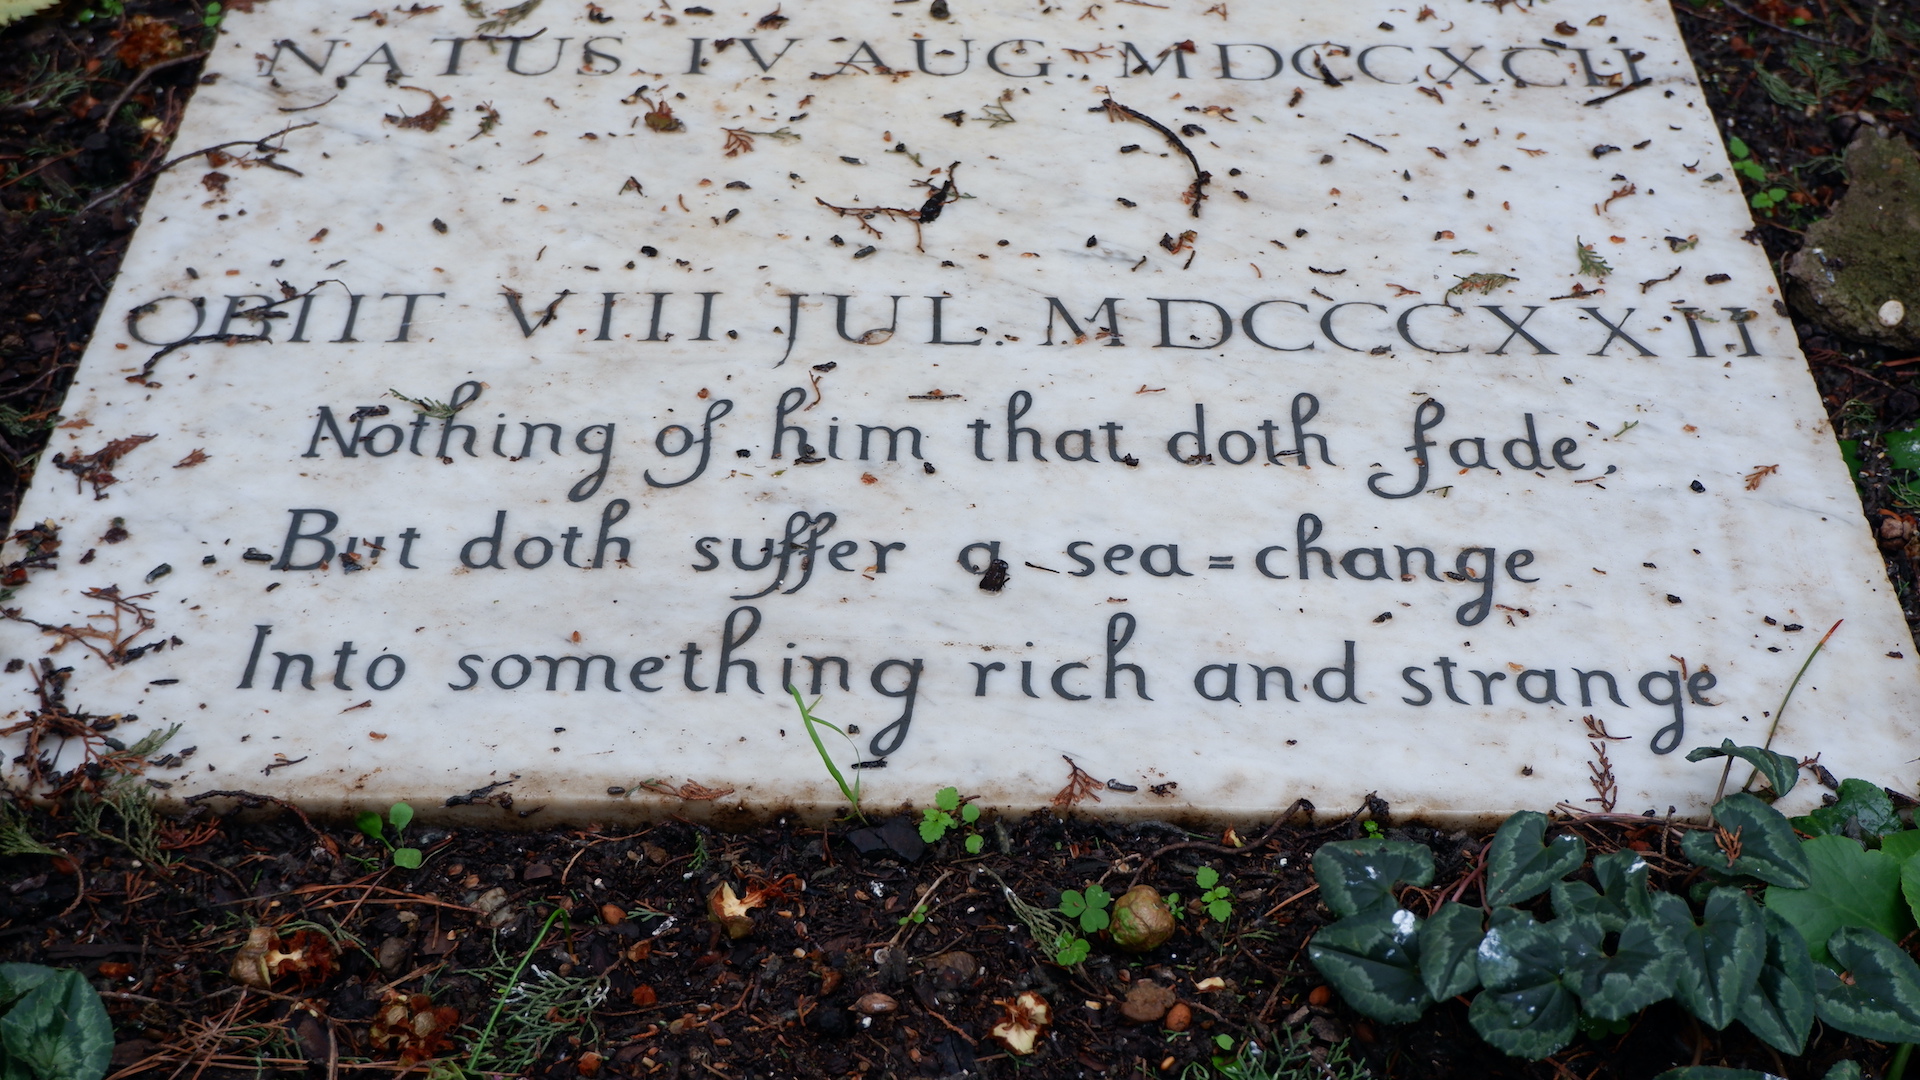 NATUS IV AUG. MDCCXCII
OBIIT VIII JUL. MDCCCXXII
Nothing of him that doth fade,
But doth suffer a sea=change
Into something rich and strange